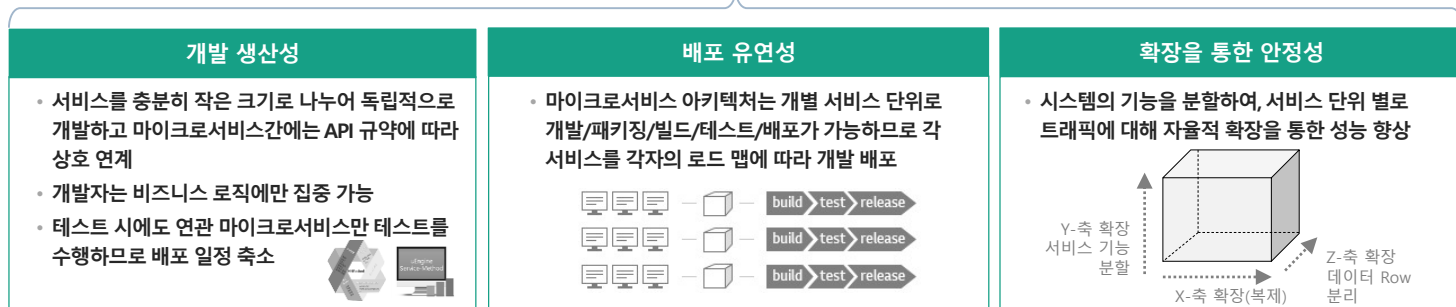 개발 생산성
• 서비스를 충분히 작은 크기로 나누어 독립적으로
개발하고 마이크로서비스간에는 API 규약에 따라
상호 연계
• 개발자는 비즈니스 로직에만 집중 가능
• 테스트 시에도 연관 마이크로서비스만 테스트를
수행하므로 배포 일정 축소
uEngine
Service-Method
배포 유연성
• 마이크로서비스 아키텍처는 개별 서비스 단위로
개발/패키징/빌드/테스트/배포가 가능하므로 각
서비스를 각자의 로드 맵에 따라 개발 배포
build test release
build test release
build test release
확장을 통한 안정성
• 시스템의 기능을 분할하여, 서비스 단위 별로
트래픽에 대해 자율적 확장을 통한 성능 향상
Y-축 확장
서비스 기능
분할
X-축 확장(복제)
Z-축 확장
데이터 Row
분리